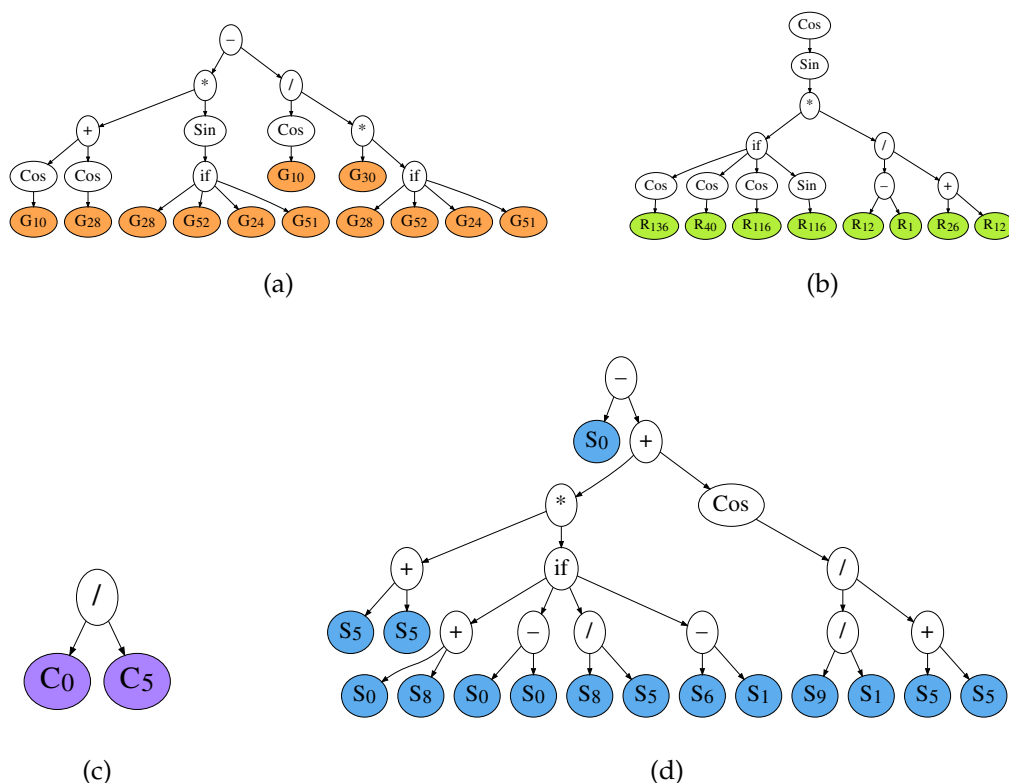 − Cos
Sin
* / *
+ Sin Cos * if /
Cos Cos G10 G30 if Cos Cos Cos Sin − +
if
G10 G28 G28 G52 G24 G51 G28 G52 G24 G51 R136 R40 R116 R116 R12 R1 R26 R12
(a) (b)
−
S0 +
* Cos
+ if /
/ S5 S5 + − / − / +
C0 C5 S0 S8 S0 S0 S8 S5 S6 S1 S9 S1 S5 S5
(c) (d)